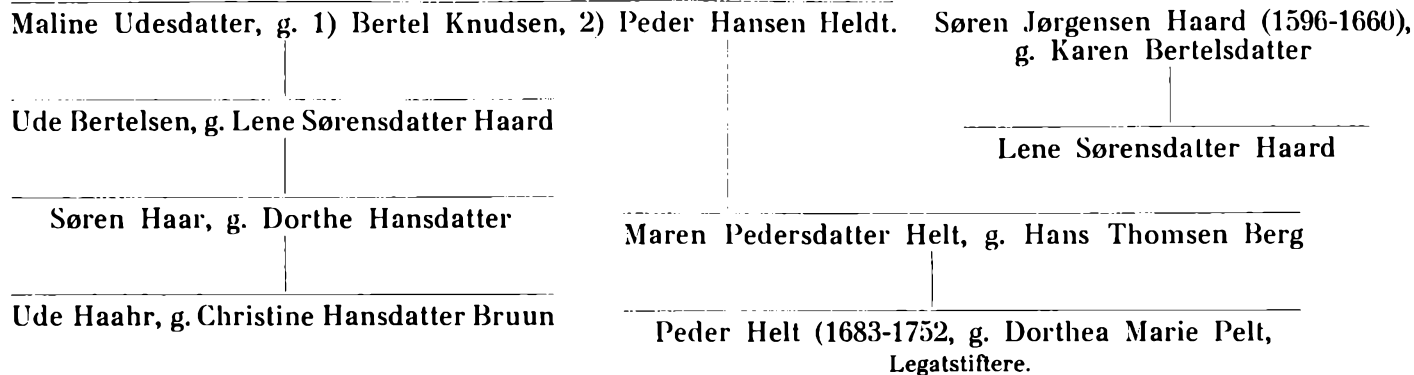 Maline Udesdatter, g. 1) Bertel Knudsen, 2) Peder Hansen Heldt.
Søren Jørgensen Haard (1596-1660),
g. Karen Bertelsdatter
Ude Bertelsen, g. Lene Sørensdatter Haard
Lene Sørensdatter Haard
Søren Haar, g. Dorthe Hansdatter
Maren Pedersdatter Helt, g. Hans Thomsen Berg
Ude Haahr, g. Christine Hansdatter Bruun
Peder Helt (1683-1752, g. Dorthea Marie Pelt,
Legatstiftere.